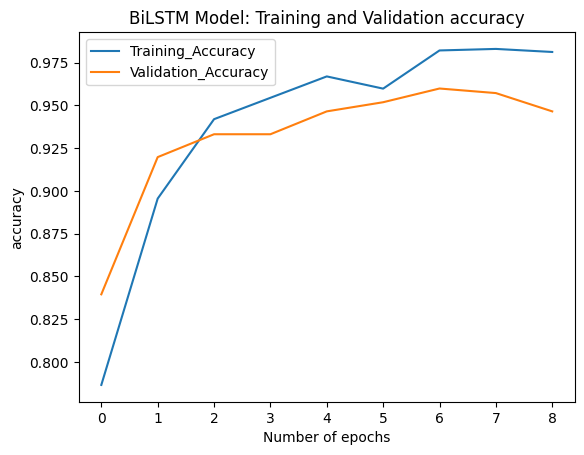 BiLSTM Model: Training and Validation accuracy
Training_Accuracy
Validation_Accuracy
accuracy
0.975
0.950
0.925
0.900
0.875
0.850
0.825
0.800
0 1 2 3 4 5 6 7 8
Number of epochs